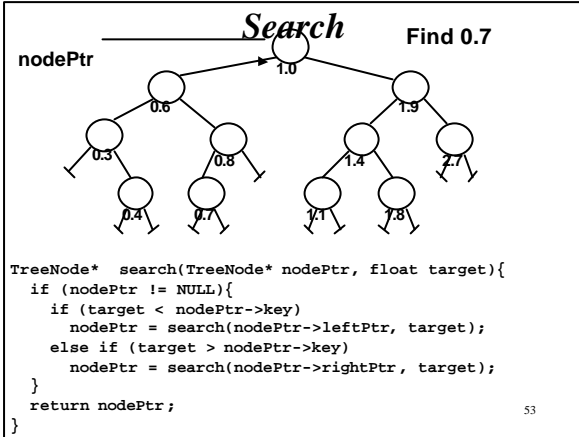 Search
Find 0.7
nodePtr
1.0
0.6
1.9
0.3
0.8
1.4
2.7
0.4
0.7
1.1
1.8
TreeNode*  search(TreeNode* nodePtr, float target){
  if (nodePtr != NULL){
    if (target < nodePtr->key)
      nodePtr = search(nodePtr->leftPtr, target);
    else if (target > nodePtr->key)
      nodePtr = search(nodePtr->rightPtr, target);
  }
  return nodePtr;
}
53